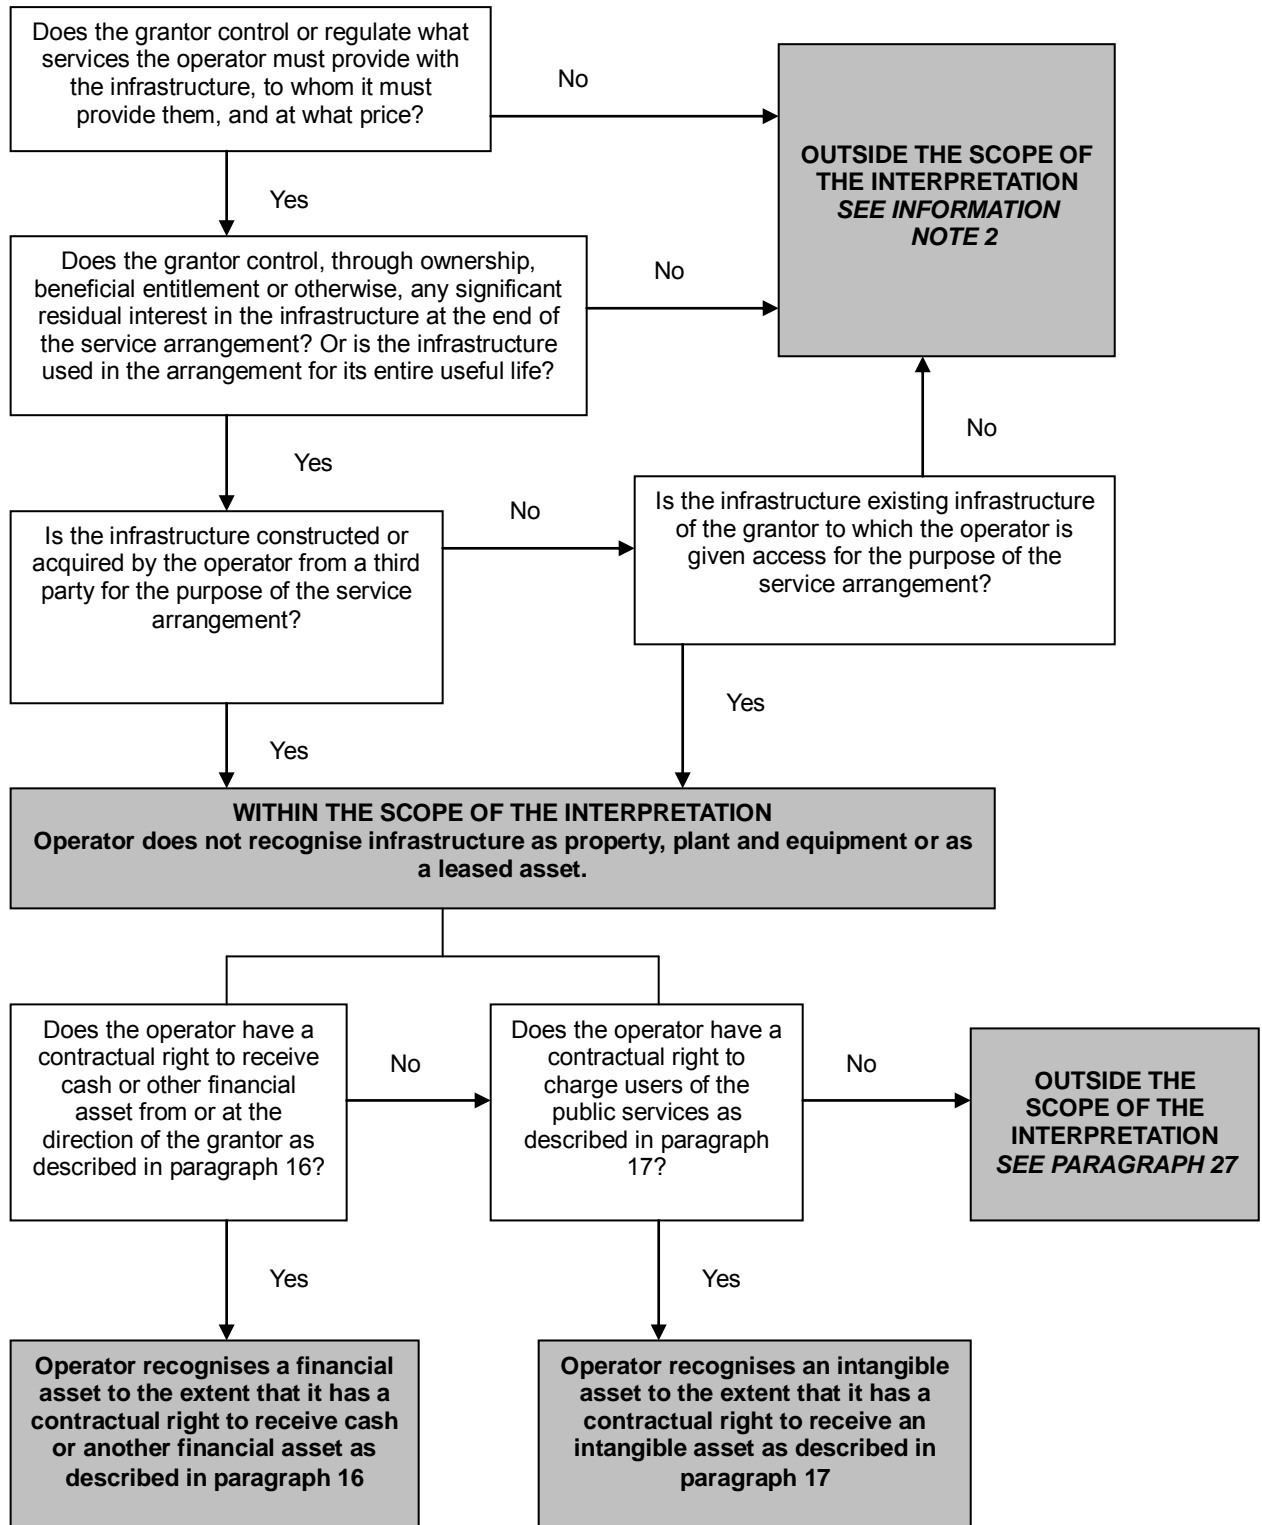 Does the grantor control or regulate what
services the operator must provide with
the infrastructure, to whom it must
provide them, and at what price?
No
OUTSIDE THE SCOPE OF
THE INTERPRETATION
SEE INFORMATION
NOTE 2
Yes
Does the grantor control, through ownership,
beneficial entitlement or otherwise, any significant
residual interest in the infrastructure at the end of
the service arrangement? Or is the infrastructure
used in the arrangement for its entire useful life?
No
No
Yes
Is the infrastructure constructed or
acquired by the operator from a third
party for the purpose of the service
arrangement?
No
Is the infrastructure existing infrastructure
of the grantor to which the operator is
given access for the purpose of the
service arrangement?
Yes
Yes
WITHIN THE SCOPE OF THE INTERPRETATION
Operator does not recognise infrastructure as property, plant and equipment or as
a leased asset.
Does the operator have a
contractual right to receive
cash or other financial
asset from or at the
direction of the grantor as
described in paragraph 16?
No
Does the operator have a
contractual right to
charge users of the
public services as
described in paragraph
17?
No
OUTSIDE THE
SCOPE OF THE
INTERPRETATION
SEE PARAGRAPH 27
Yes
Yes
Operator recognises a financial
asset to the extent that it has a
contractual right to receive cash
or another financial asset as
described in paragraph 16
Operator recognises an intangible
asset to the extent that it has a
contractual right to receive an
intangible asset as described in
paragraph 17